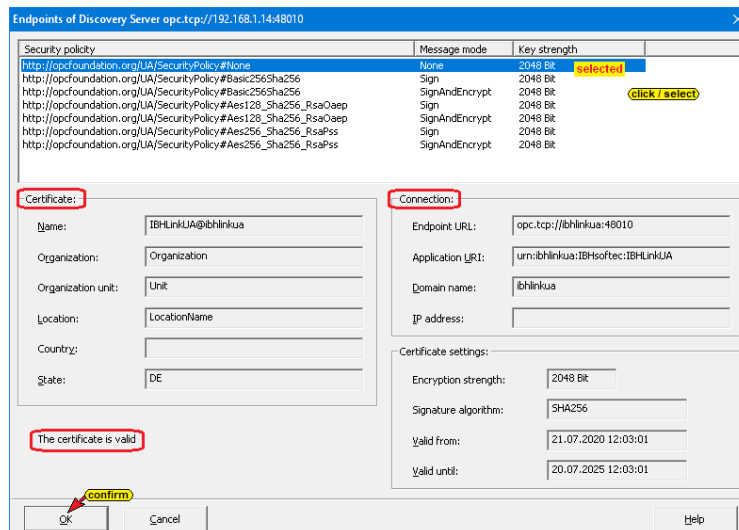 Endpoints of Discovery Server opc.tcp://192.168.1.14:48010
Security policity Message mode Key strength
http://opcfoundation.org/UA/SecurityPolicy#None None 2048 Bit selected
http://opcfoundation.org/UA/SecurityPolicy#Basic256Sha256 Sign 2048 Bit
http://opcfoundation.org/UA/SecurityPolicy#Basic256Sha256 SignAndEncrypt 2048 Bit click / select
http://opcfoundation.org/UA/SecurityPolicy#Aes128_Sha256_RsaOaep Sign 2048 Bit
http://opcfoundation.org/UA/SecurityPolicy#Aes128_Sha256_RsaOaep SignAndEncrypt 2048 Bit
http://opcfoundation.org/UA/SecurityPolicy#Aes256_Sha256_RsaPss Sign 2048 Bit
http://opcfoundation.org/UA/SecurityPolicy#Aes256_Sha256_RsaPss SignAndEncrypt 2048 Bit
Certificate:
Name: IBHLinkUA@ibhlinkua
Organization: Organization
Organization unit: Unit
Location: LocationName
Country:
State: DE
The certificate is valid
Connection:
Endpoint URL: opc.tcp://ibhlinkua:48010
Application URI: urn:ibhlinkua:IBHsoftec:IBHLinkUA
Domain name: ibhlinkua
IP address:
Certificate settings:
Encryption strength: 2048 Bit
Signature algorithm: SHA256
Valid from: 21.07.2020 12:03:01
Valid until: 20.07.2025 12:03:01
confirm
OK Cancel Help